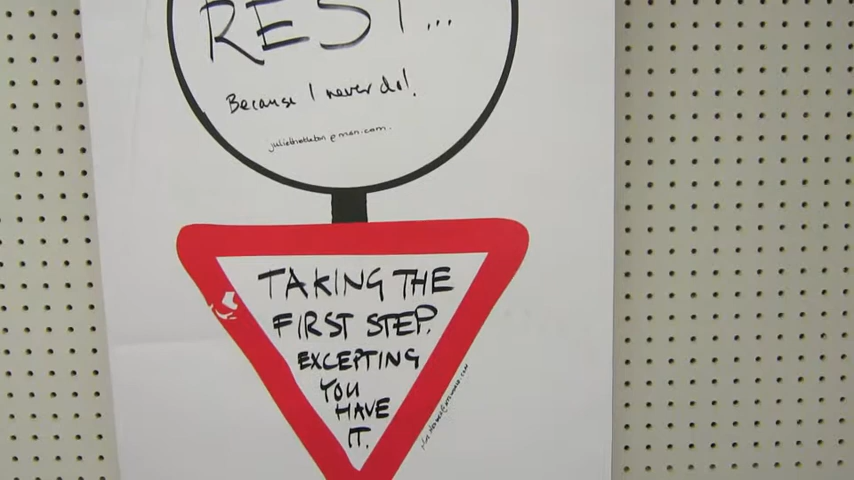 REST...
Because I never do!
TAKING THE
FIRST STEP.
EXCEPTING
YOU
HAVE
IT.